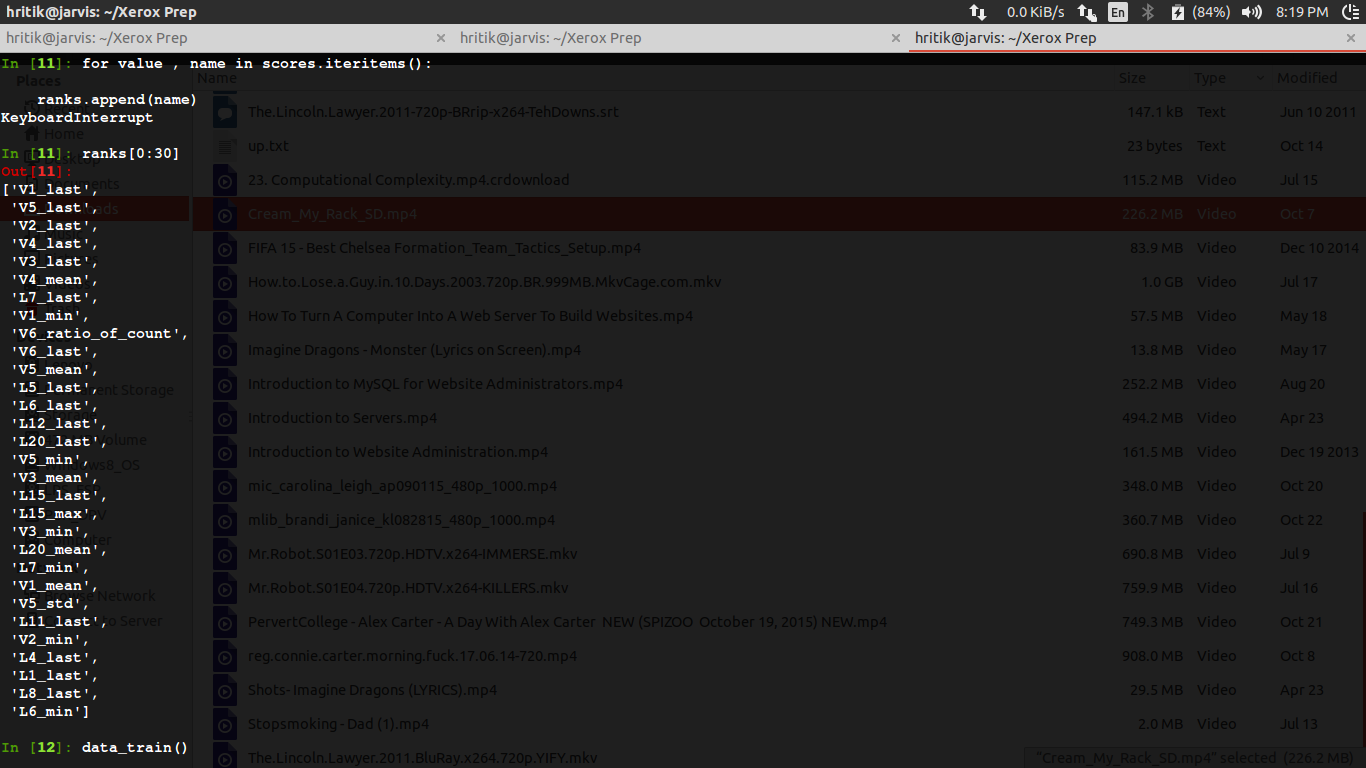 hritik@jarvis: ~/Xerox Prep
0.0 KiB/s En (84%) 8:19 PM
hritik@jarvis: ~/Xerox Prep × hritik@jarvis: ~/Xerox Prep × hritik@jarvis: ~/Xerox Prep ×
In [11]: for value , name in scores.iteritems():
Places
Name Size Type Modified
ranks.append(name)
KeyboardInterrupt
Home
In [11]: ranks[0:30]
Out[11]:
['V1_last',
'V5_last',
'V2_last',
'V4_last',
'V3_last',
'V4_mean',
'L7_last',
'V1_min',
'V6_ratio_of_count',
'V6_last',
'V5_mean',
'L5_last',
'L6_last',
'L12_last',
'L20_last',
'V5_min',
'V3_mean',
'L15_last',
'L15_max',
'V3_min',
'L20_mean',
'L7_min',
'V1_mean',
'V5_std',
'L11_last',
'V2_min',
'L4_last',
'L1_last',
'L8_last',
'L6_min']
In [12]: data_train()
The.Lincoln.Lawyer.2011-720p-BRrip-x264-TehDowns.srt 147.1 kB Text Jun 10 2011
up.txt 23 bytes Text Oct 14
23. Computational Complexity.mp4.crdownload 115.2 MB Video Jul 15
Cream_My_Rack_SD.mp4 226.2 MB Video Oct 7
FIFA 15 - Best Chelsea Formation_Team_Tactics_Setup.mp4 83.9 MB Video Dec 10 2014
How.to.Lose.a.Guy.in.10.Days.2003.720p.BR.999MB.MkvCage.com.mkv 1.0 GB Video Jul 17
How To Turn A Computer Into A Web Server To Build Websites.mp4 57.5 MB Video May 18
Imagine Dragons - Monster (Lyrics on Screen).mp4 13.8 MB Video May 17
Introduction to MySQL for Website Administrators.mp4 252.2 MB Video Aug 20
Introduction to Servers.mp4 494.2 MB Video Apr 23
Introduction to Website Administration.mp4 161.5 MB Video Dec 19 2013
mic_carolina_leigh_ap090115_480p_1000.mp4 348.0 MB Video Oct 20
mlib_brandi_janice_kl082815_480p_1000.mp4 360.7 MB Video Oct 22
Mr.Robot.S01E03.720p.HDTV.x264-IMMERSE.mkv 690.8 MB Video Jul 9
Mr.Robot.S01E04.720p.HDTV.x264-KILLERS.mkv 759.9 MB Video Jul 16
PervertCollege - Alex Carter - A Day With Alex Carter NEW (SPIZOO October 19, 2015) NEW.mp4 749.3 MB Video Oct 21
reg.connie.carter.morning.fuck.17.06.14-720.mp4 908.0 MB Video Oct 8
Shots- Imagine Dragons (LYRICS).mp4 29.5 MB Video Apr 23
Stopsmoking - Dad (1).mp4 2.0 MB Video Jul 13
The.Lincoln.Lawyer.2011.BluRay.x264.720p.YIFY.mkv
"Cream_My_Rack_SD.mp4" selected (226.2 MB)